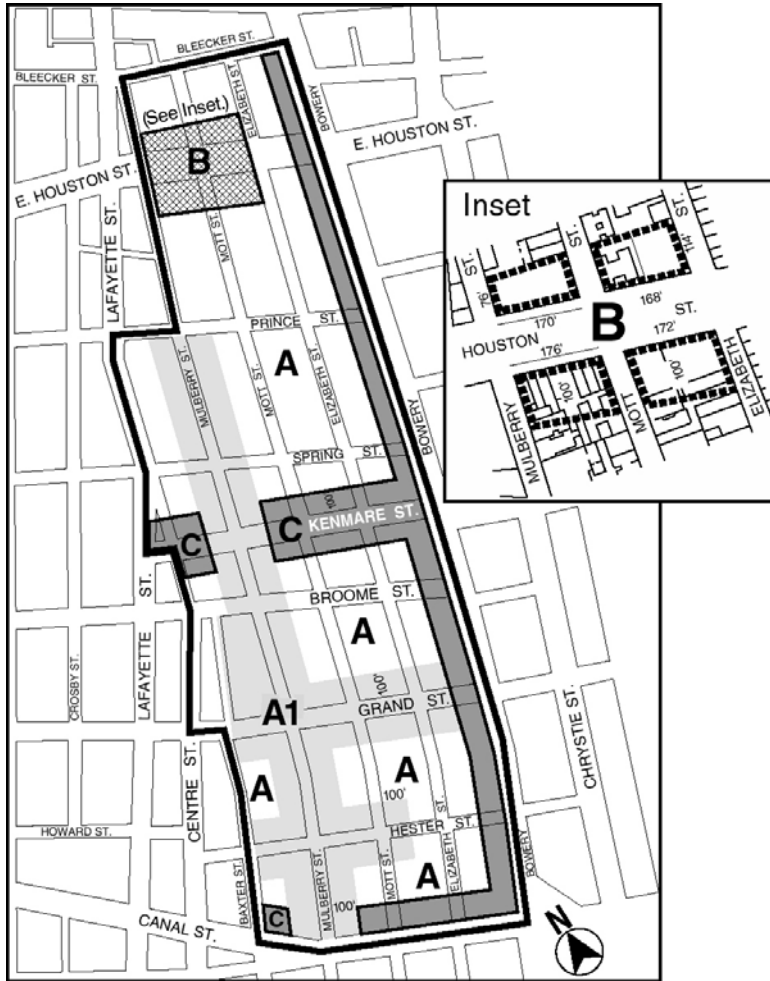 BLEECKER ST.
BLEECKER ST.
ELIZABETH ST.
(See Inset.)
BOWERY
B
E. HOUSTON ST.
E. HOUSTON ST.
LAFAYETTE ST.
MOTT ST.
PRINCE ST.
MULBERRY ST.
A
MOTT ST.
ELIZABETH ST.
BOWERY
SPRING ST.
100'
C
C
KENMARE ST.
BROOME ST.
A
CROSBY ST.
LAFAYETTE ST.
100'
A1
GRAND ST.
CHRYSTIE ST.
A
A
CENTRE ST.
100'
HOWARD ST.
HESTER ST.
BAXTER ST.
MULBERRY ST.
MOTT ST.
ELIZABETH ST.
A
BOWERY
C
100'
CANAL ST.
N
Inset
ST.
ST.
ST.
76'
114'
170'
168'
B
HOUSTON ST.
176'
172'
100'
100'
MULBERRY
MOTT
ELIZABETH